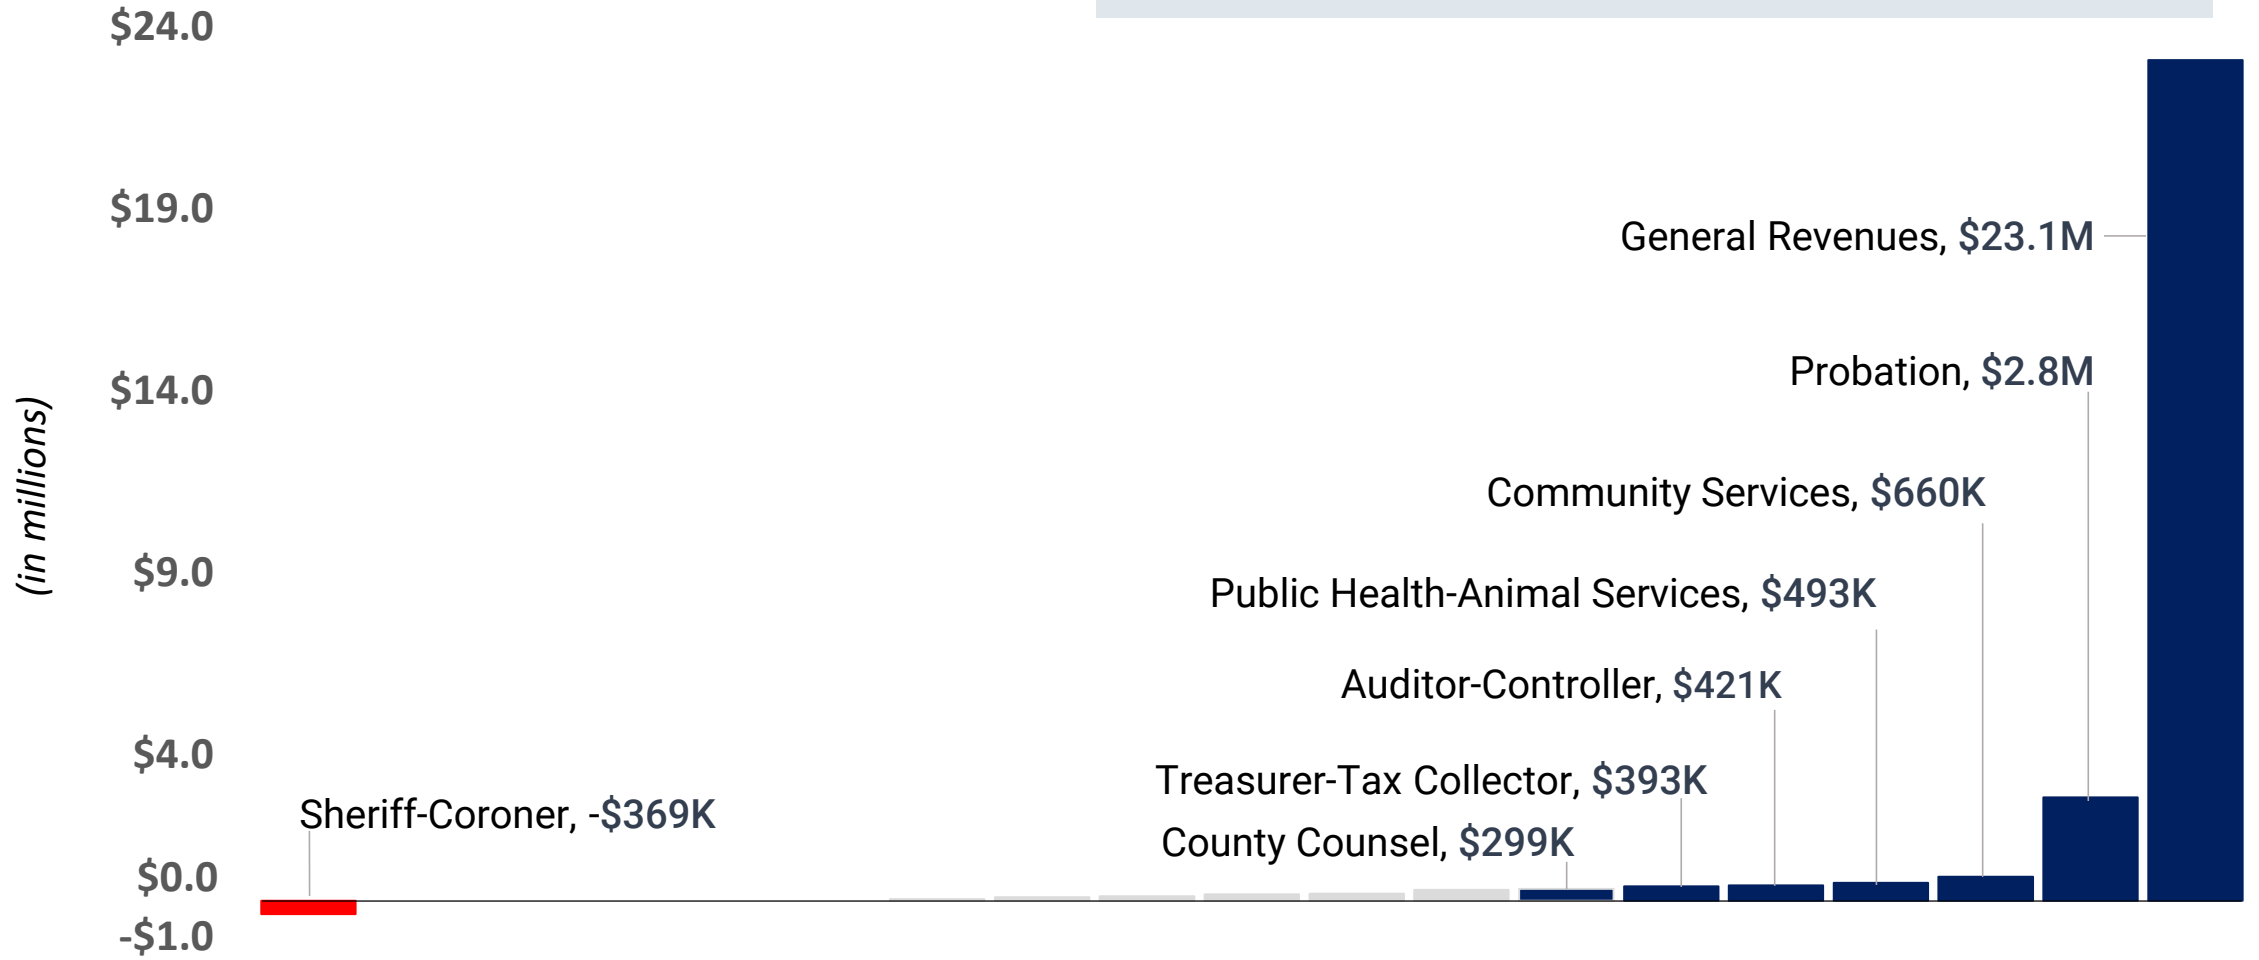 $24.0
$19.0
General Revenues, $23.1M
Probation, $2.8M
$14.0
(in millions)
Community Services, $660K
$9.0
Public Health-Animal Services, $493K
Auditor-Controller, $421K
$4.0
Treasurer-Tax Collector, $393K
Sheriff-Coroner, -$369K
County Counsel, $299K
$0.0
-$1.0